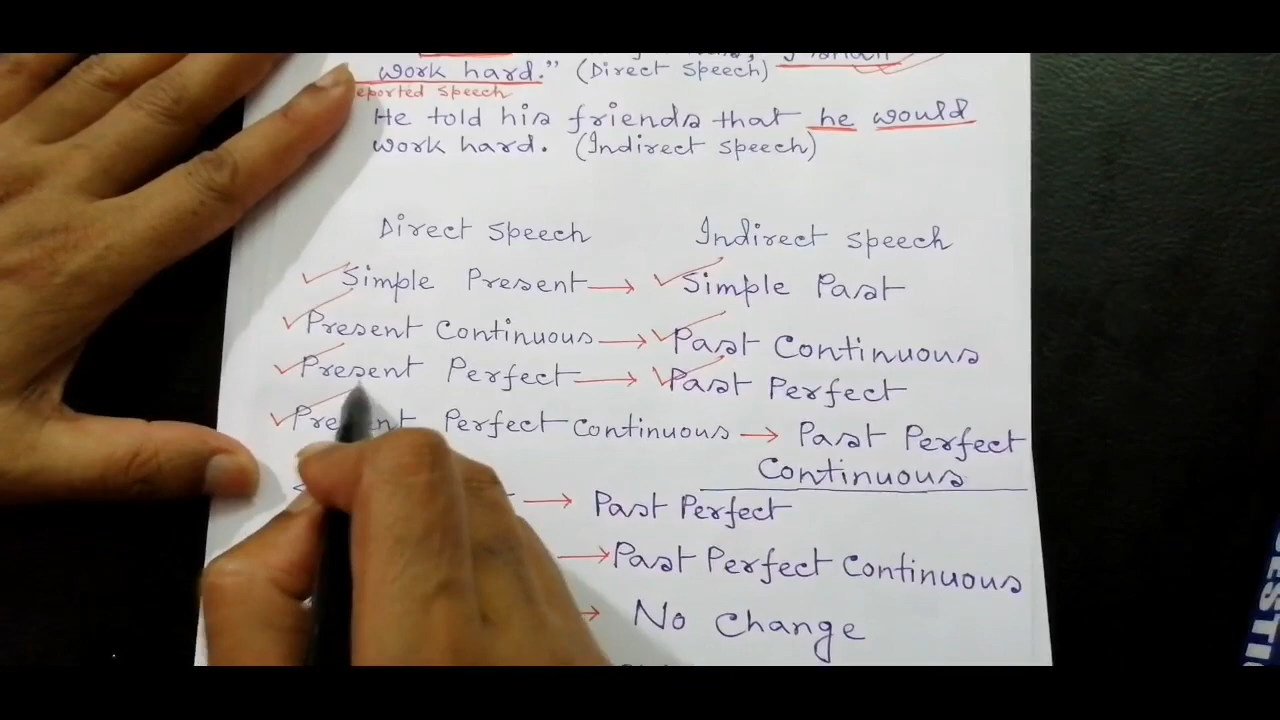 work hard." (Direct speech)
eported speech
He told his friends that he would
work hard. (Indirect speech)
Direct speech Indirect speech
Simple Present → Simple Past
Present Continuous → Past Continuous
Present Perfect → Past Perfect
Present Perfect Continuous → Past Perfect
Continuous
→ Past Perfect
→ Past Perfect Continuous
→ No change